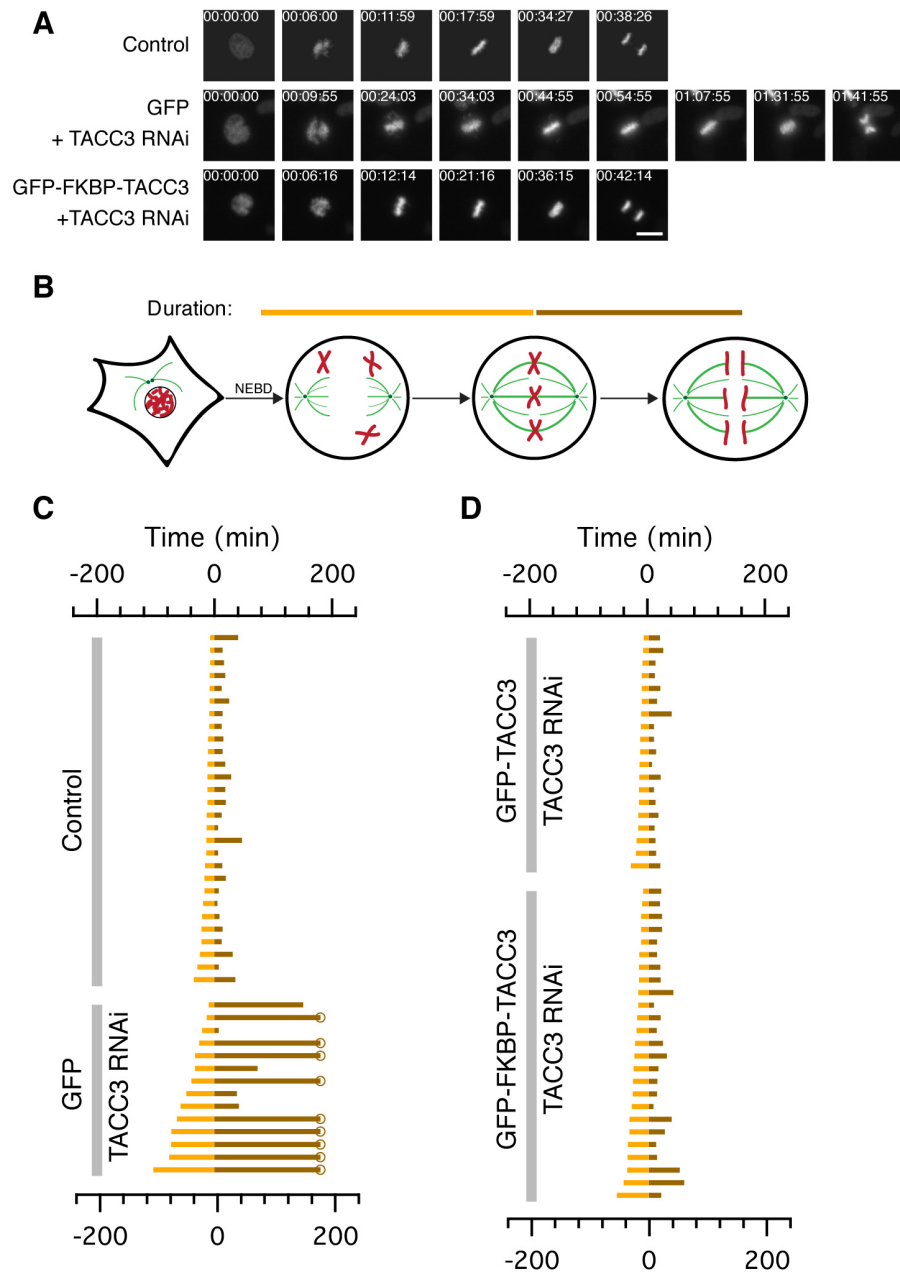 A
Control
00:00:00 00:06:00 00:11:59 00:17:59 00:34:27 00:38:26
GFP
+ TACC3 RNAi
00:00:00 00:09:55 00:24:03 00:34:03 00:44:55 00:54:55 01:07:55 01:31:55 01:41:55
GFP-FKBP-TACC3
+TACC3 RNAi
00:00:00 00:06:16 00:12:14 00:21:16 00:36:15 00:42:14
B
Duration:
NEBD
C
Time (min)
-200 0 200
Control
GFP
TACC3 RNAi
-200 0 200
D
Time (min)
-200 0 200
GFP-TACC3
TACC3 RNAi
GFP-FKBP-TACC3
TACC3 RNAi
-200 0 200